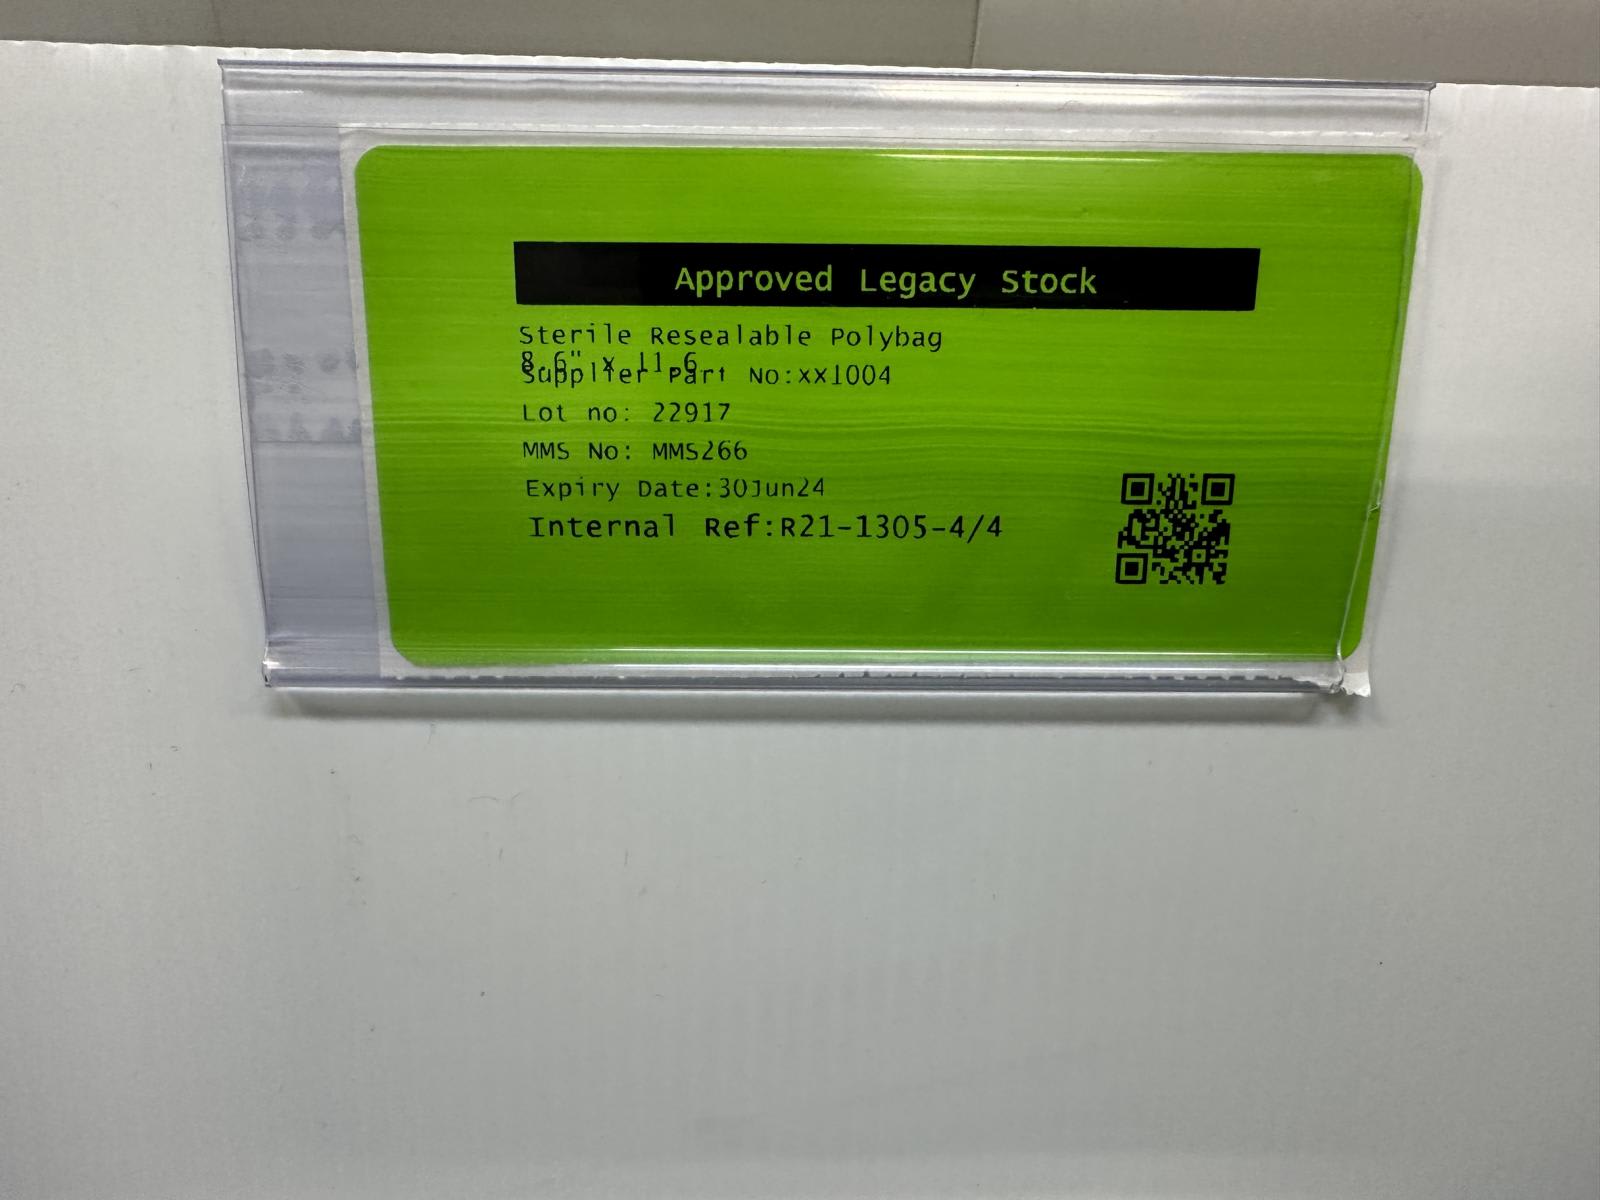 Approved Legacy Stock
Sterile Resealable Polybag
8.6" x 11.6
Supplier Part No:xx1004
Lot no: 22917
MMS No: MMS266
Expiry Date:30Jun24
Internal Ref:R21-1305-4/4